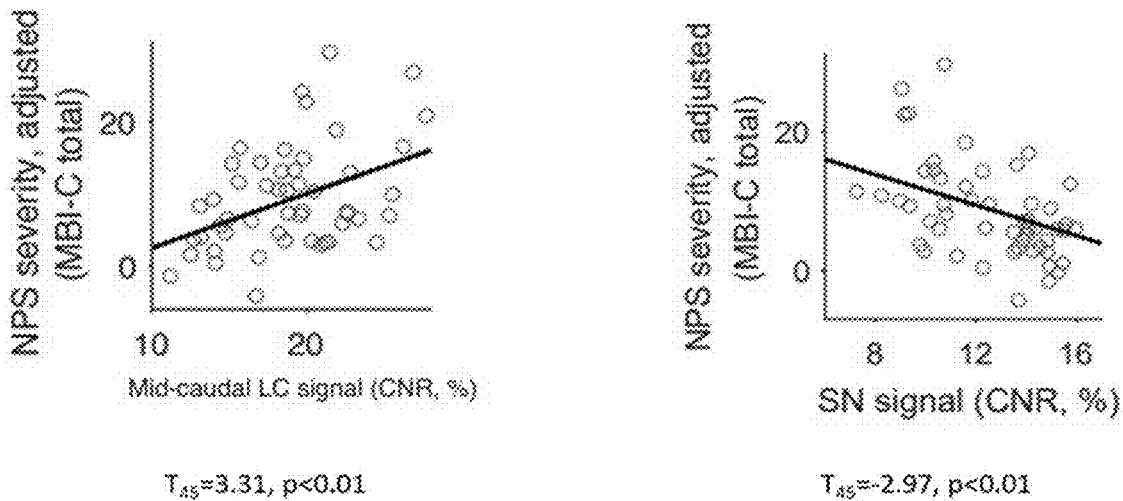 NPS severity, adjusted
(MBI-C total)
20
0
10
20
Mid-caudal LC signal (CNR, %)
T₄₅=3.31, p<0.01
NPS severity, adjusted
(MBI-C total)
20
0
8
12
16
SN signal (CNR, %)
T₄₅=-2.97, p<0.01